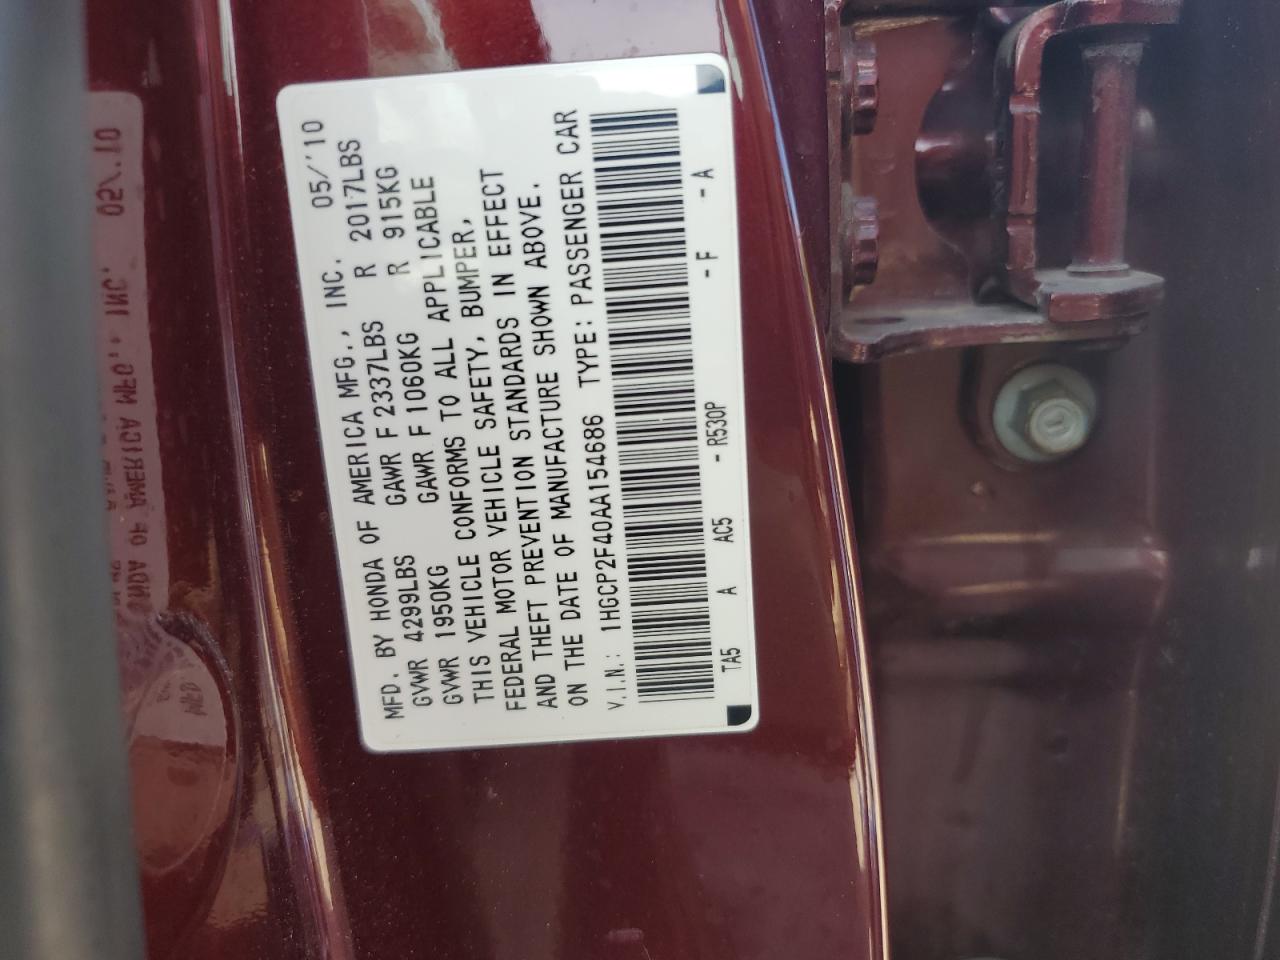 MFD. BY HONDA OF AMERICA MFG., INC. 05/'10
GVWR 4299LBS GAWR F 2337LBS R 2017LBS
GVWR 1950KG GAWR F 1060KG R 915KG
THIS VEHICLE CONFORMS TO ALL APPLICABLE
FEDERAL MOTOR VEHICLE SAFETY, BUMPER,
AND THEFT PREVENTION STANDARDS IN EFFECT
ON THE DATE OF MANUFACTURE SHOWN ABOVE.
V.I.N.: 1HGCP2F40AA154686 TYPE: PASSENGER CAR
TA5 A AC5 - R530P - F - A